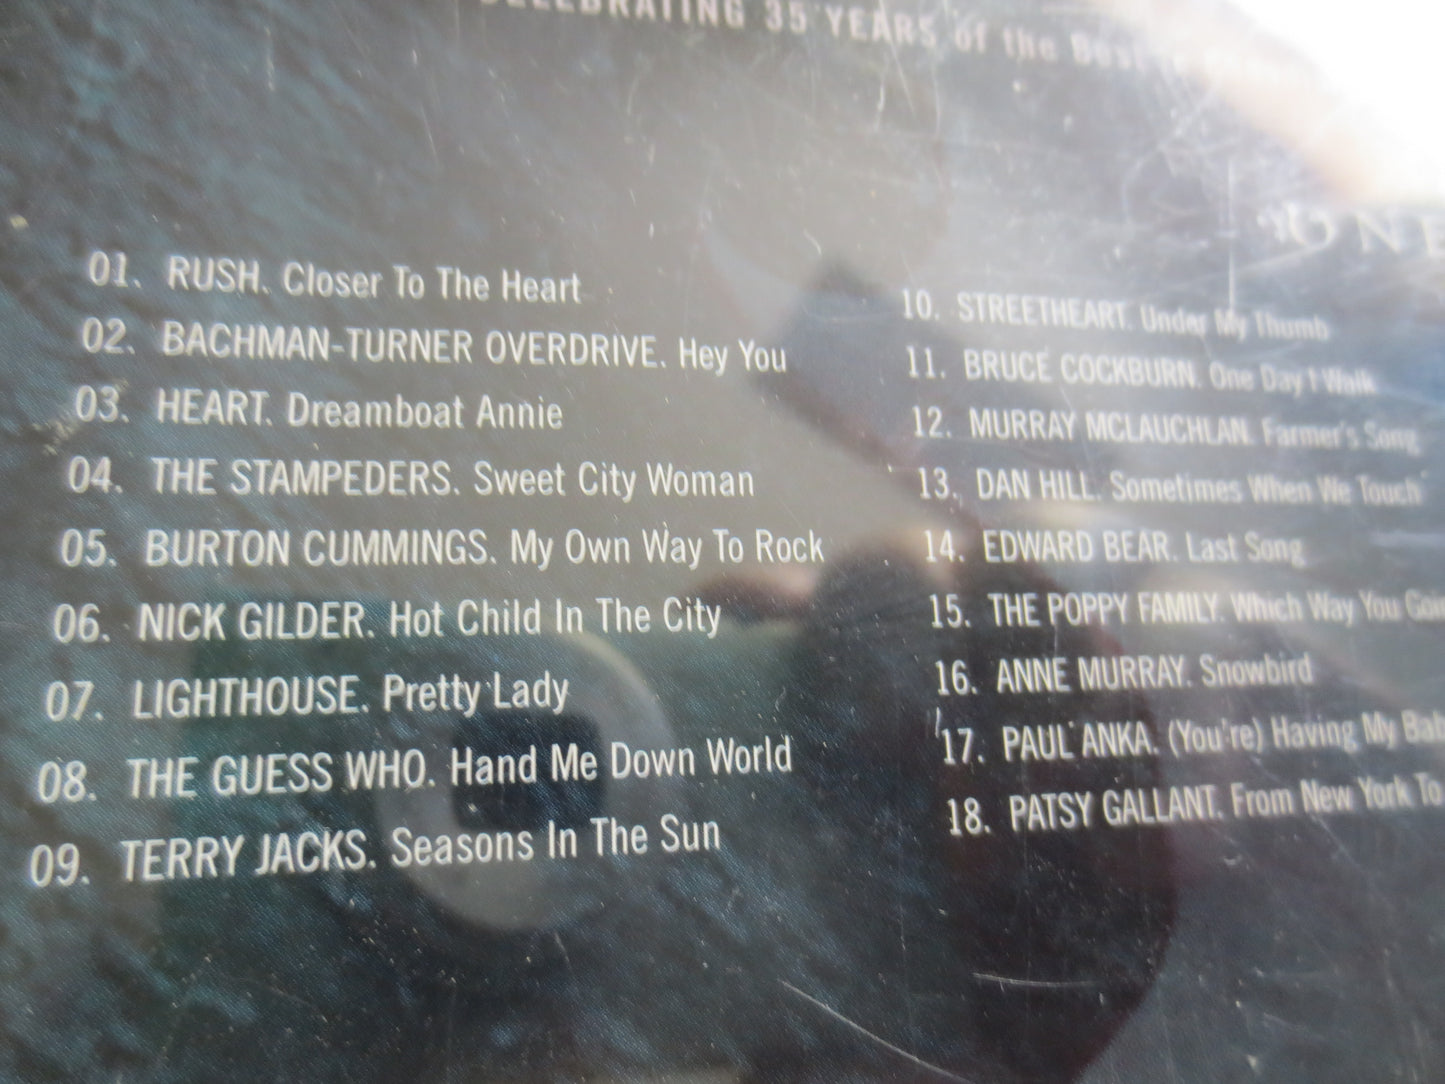 CELEBRATING 35 YEARS of the Best
ONE
01. RUSH. Closer To The Heart
02. BACHMAN-TURNER OVERDRIVE. Hey You
03. HEART. Dreamboat Annie
04. THE STAMPEDERS. Sweet City Woman
05. BURTON CUMMINGS. My Own Way To Rock
06. NICK GILDER. Hot Child In The City
07. LIGHTHOUSE. Pretty Lady
08. THE GUESS WHO. Hand Me Down World
09. TERRY JACKS. Seasons In The Sun
10. STREETHEART. Under My Thumb
11. BRUCE COCKBURN. One Day I Walk
12. MURRAY MCLAUCHLAN. Farmer's Song
13. DAN HILL. Sometimes When We Touch
14. EDWARD BEAR. Last Song
15. THE POPPY FAMILY. Which Way You Goin
16. ANNE MURRAY. Snowbird
17. PAUL ANKA. (You're) Having My Bab
18. PATSY GALLANT. From New York To